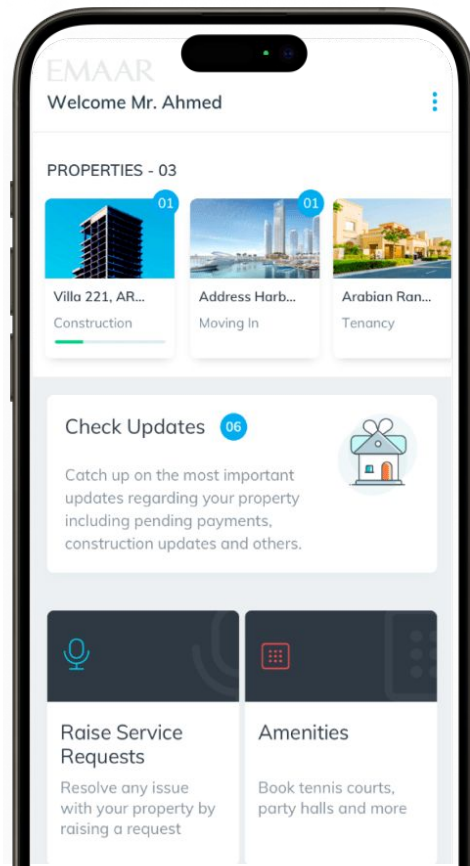 EMAAR
Welcome Mr. Ahmed
PROPERTIES - 03
01
01
Villa 221, AR...
Address Harb...
Arabian Ran...
Construction
Moving In
Tenancy
Check Updates 06
Catch up on the most important
updates regarding your property
including pending payments,
construction updates and others.
Raise Service
Requests
Resolve any issue
with your property by
raising a request
Amenities
Book tennis courts,
party halls and more